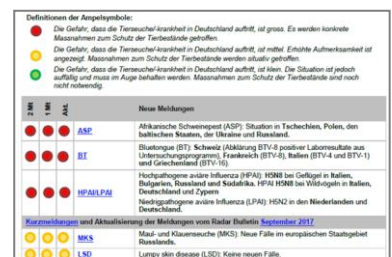 Definitionen der Ampelsymbole:
Die Gefahr, dass die Tierseuche/-krankheit in Deutschland auftritt, ist gross. Es werden konkrete
Massnahmen zum Schutz der Tierbestände getroffen.
Die Gefahr, dass die Tierseuche/-krankheit in Deutschland auftritt, ist mittel. Erhöhte Aufmerksamkeit ist
angezeigt. Massnahmen zum Schutz der Tierbestände werden situativ getroffen.
Die Gefahr, dass die Tierseuche/-krankheit in Deutschland auftritt, ist klein. Die Situation ist jedoch
auffällig und muss im Auge behalten werden. Massnahmen zum Schutz der Tierbestände sind noch
nicht notwendig.
2 Mt 1 Mt Akt. Neue Meldungen
ASP Afrikanische Schweinepest (ASP): Situation in Tschechien, Polen, den
baltischen Staaten, der Ukraine und Russland.
Bluetongue (BT): Schweiz (Abklärung BTV-8 positiver Laborresultate aus
BT Untersuchungsprogramm), Frankreich (BTV-8), Italien (BTV-4 und BTV-1)
und Griechenland (BTV-16).
Hochpathogene aviäre Influenza (HPAI): H5N8 bei Geflügel in Italien,
Bulgarien, Russland und Südafrika. HPAI H5N8 bei Wildvögeln in Italien,
HPAI/LPAI Deutschland und Zypern
Niedrigpathogene aviäre Influenza (LPAI): H5N2 in den Niederlanden und
Deutschland.
Kurzmeldungen und Aktualisierung der Meldungen vom Radar Bulletin September 2017
MKS Maul- und Klauenseuche (MKS): Neue Fälle im europäischen Staatsgebiet
Russlands.
LSD Lumpy skin disease (LSD): Keine neuen Fälle.